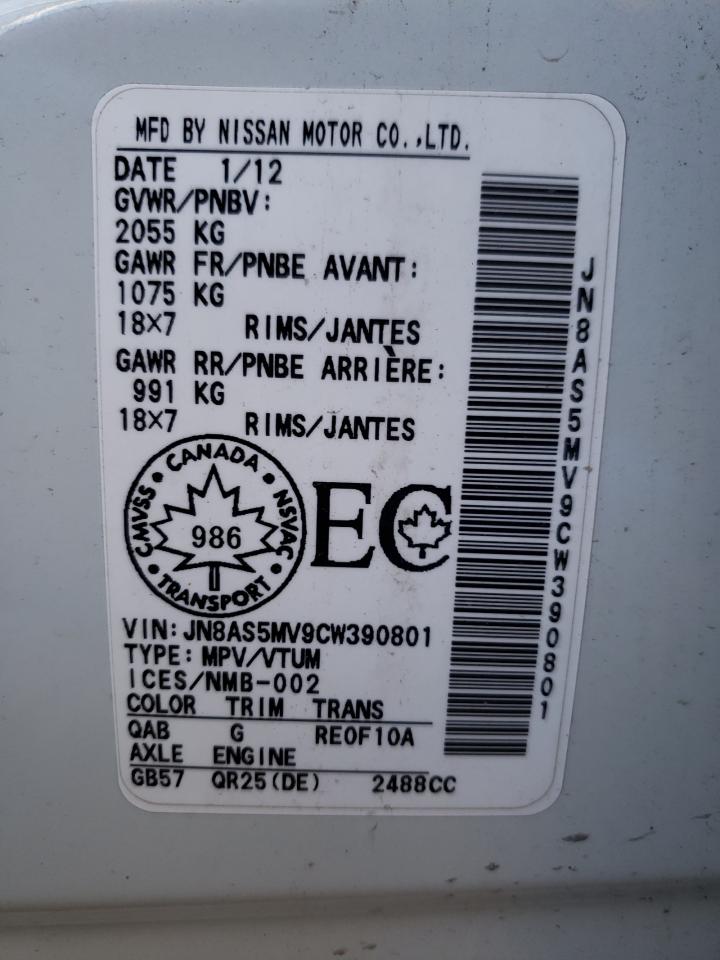 MFD BY NISSAN MOTOR CO.,LTD.
DATE 1/12
GVWR/PNBV:
2055 KG
GAWR FR/PNBE AVANT:
1075 KG
18×7 RIMS/JANTES
GAWR RR/PNBE ARRIÈRE:
991 KG
18×7 RIMS/JANTES
CMVSS • CANADA • NSVAC • TRANSPORT •
986
EC
VIN:JN8AS5MV9CW390801
TYPE:MPV/VTUM
ICES/NMB-002
COLOR TRIM TRANS
QAB G RE0F10A
AXLE ENGINE
GB57 QR25(DE) 2488CC
JN8AS5MV9CW390801